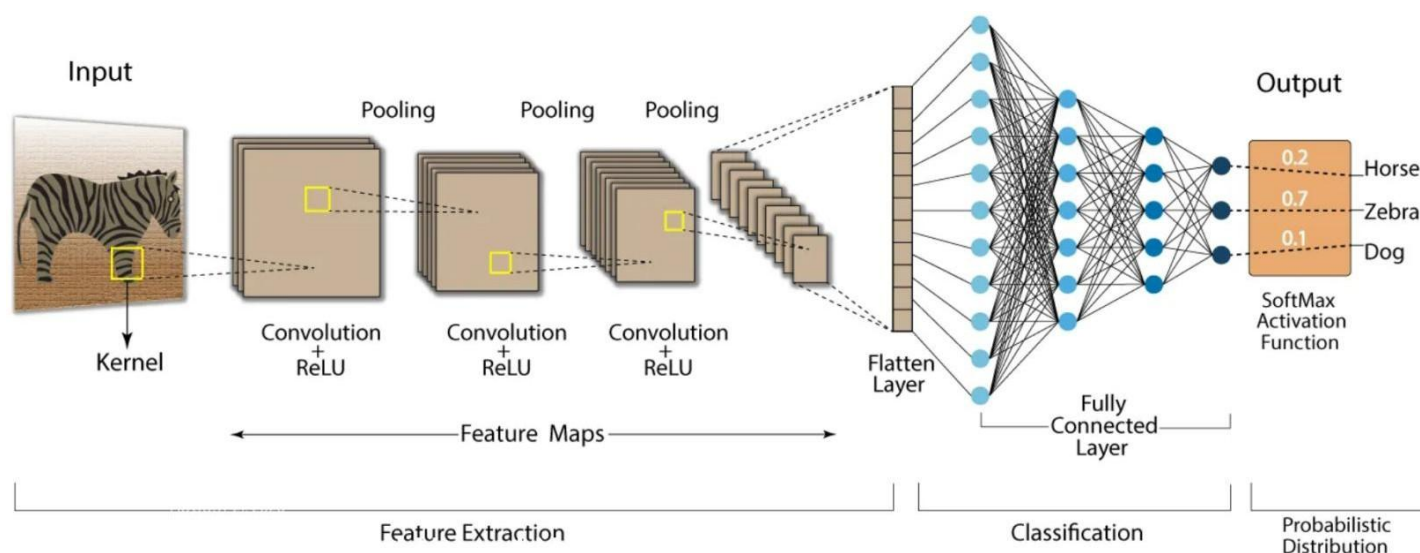 Input
Pooling
Pooling
Pooling
Output
0.2
Horse
0.7
Zebra
0.1
Dog
Kernel
Convolution
+
ReLU
Convolution
+
ReLU
Convolution
+
ReLU
Flatten
Layer
SoftMax
Activation
Function
Feature Maps
Fully
Connected
Layer
Feature Extraction
Classification
Probabilistic
Distribution